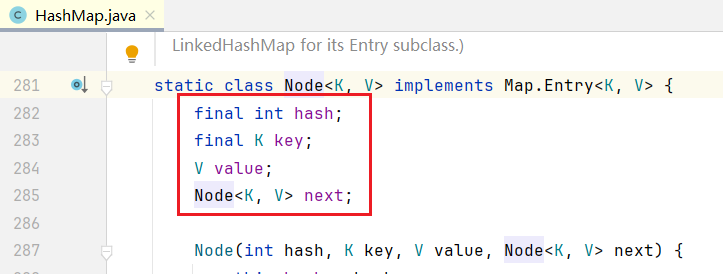 HashMap.java
LinkedHashMap for its Entry subclass.)
281 static class Node<K, V> implements Map.Entry<K, V> {
282 final int hash;
283 final K key;
284 V value;
285 Node<K, V> next;
286
287 Node(int hash, K key, V value, Node<K, V> next) {